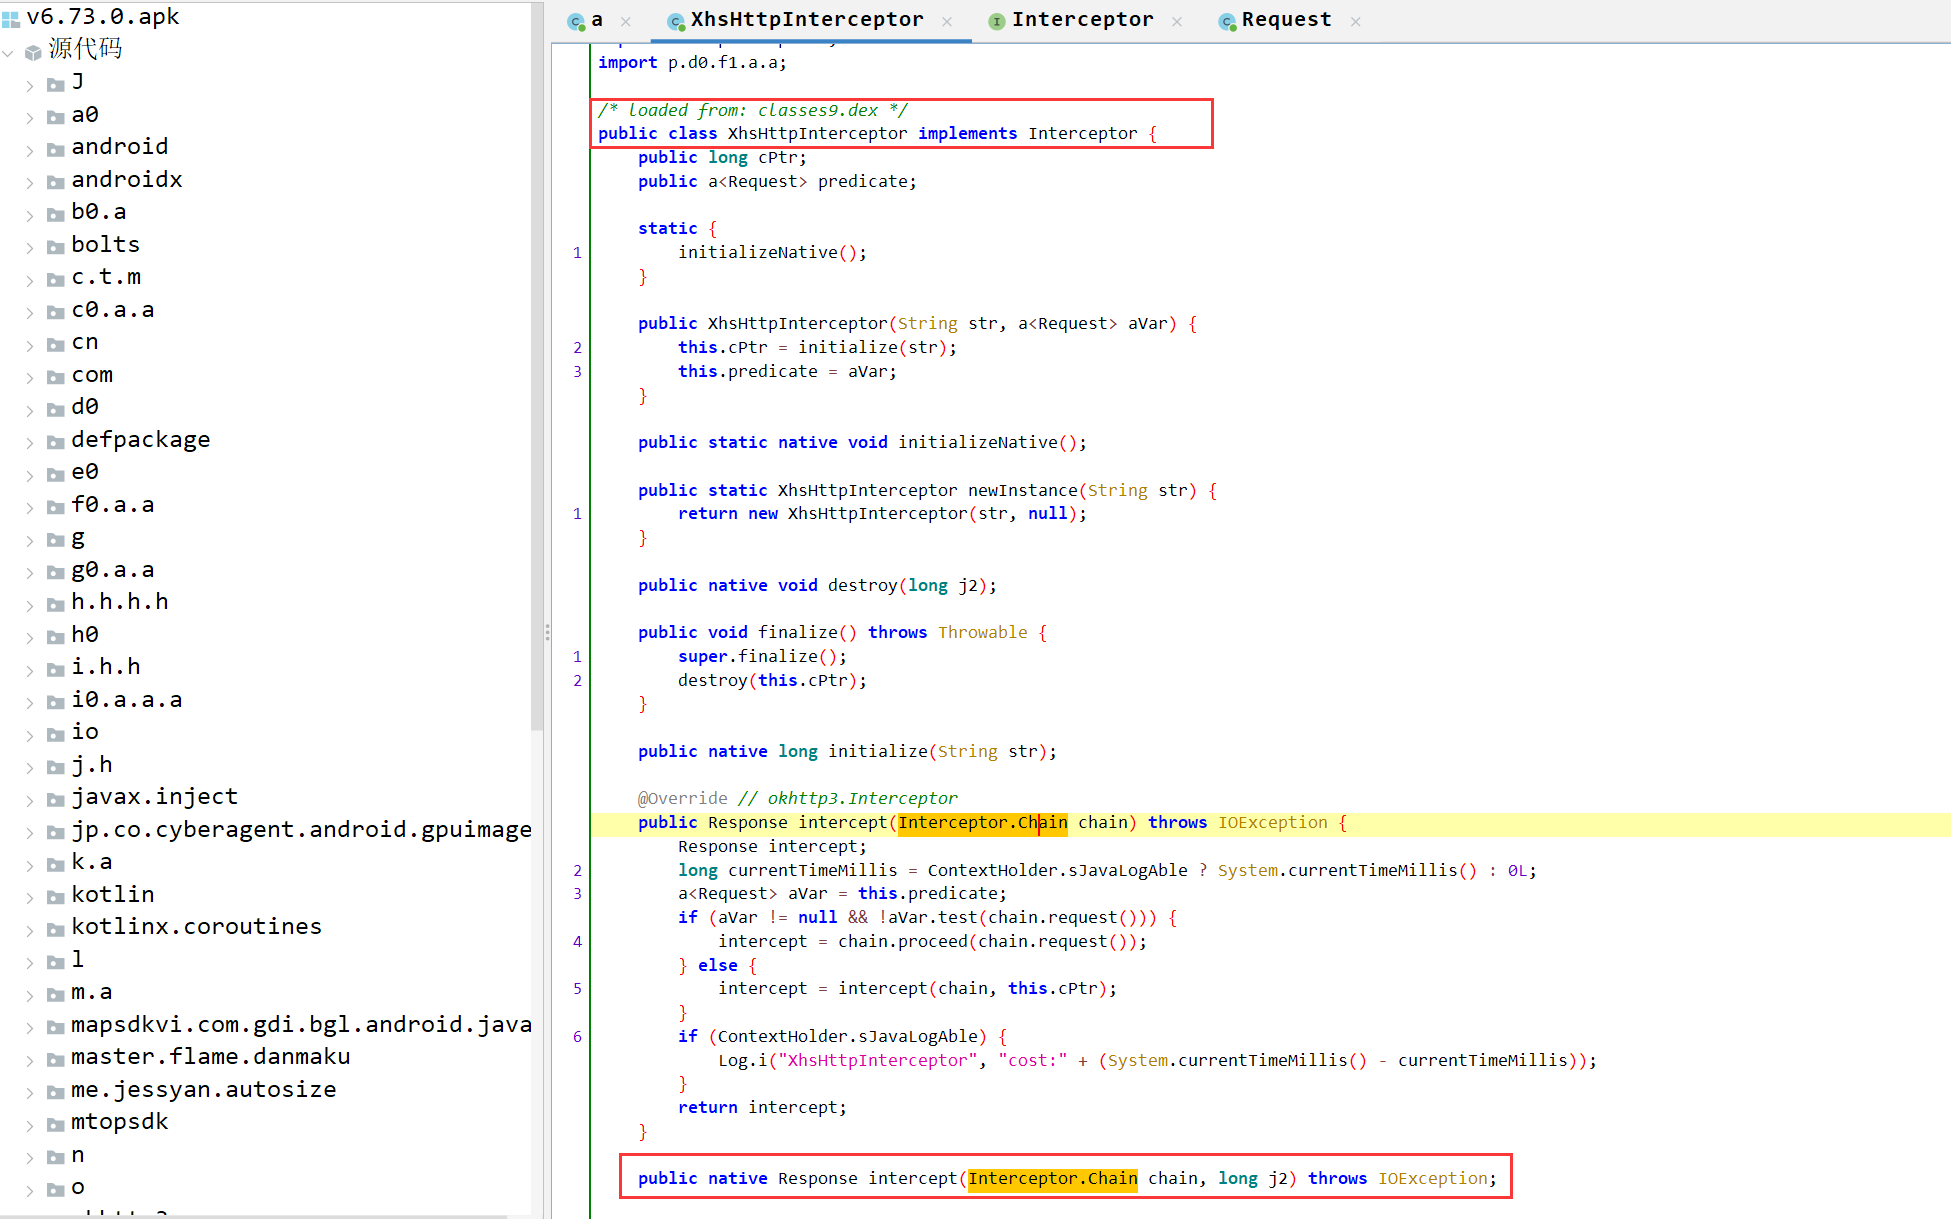 v6.73.0.apk
源代码
J
a0
android
androidx
b0.a
bolts
c.t.m
c0.a.a
cn
com
d0
defpackage
e0
f0.a.a
g
g0.a.a
h.h.h.h
h0
i.h.h
i0.a.a.a
io
j.h
javax.inject
jp.co.cyberagent.android.gpuimage
k.a
kotlin
kotlinx.coroutines
l
m.a
mapsdkvi.com.gdi.bgl.android.java
master.flame.danmaku
me.jessyan.autosize
mtopsdk
n
o
a XhsHttpInterceptor Interceptor Request
import p.d0.f1.a.a;
/* loaded from: classes9.dex */
public class XhsHttpInterceptor implements Interceptor {
public long cPtr;
public a<Request> predicate;
static {
1 initializeNative();
}
public XhsHttpInterceptor(String str, a<Request> aVar) {
2 this.cPtr = initialize(str);
3 this.predicate = aVar;
}
public static native void initializeNative();
public static XhsHttpInterceptor newInstance(String str) {
1 return new XhsHttpInterceptor(str, null);
}
public native void destroy(long j2);
public void finalize() throws Throwable {
1 super.finalize();
2 destroy(this.cPtr);
}
public native long initialize(String str);
@Override // okhttp3.Interceptor
public Response intercept(Interceptor.Chain chain) throws IOException {
Response intercept;
2 long currentTimeMillis = ContextHolder.sJavaLogAble ? System.currentTimeMillis() : 0L;
3 a<Request> aVar = this.predicate;
if (aVar != null && !aVar.test(chain.request())) {
4 intercept = chain.proceed(chain.request());
} else {
5 intercept = intercept(chain, this.cPtr);
}
6 if (ContextHolder.sJavaLogAble) {
Log.i("XhsHttpInterceptor", "cost:" + (System.currentTimeMillis() - currentTimeMillis));
}
return intercept;
}
public native Response intercept(Interceptor.Chain chain, long j2) throws IOException;